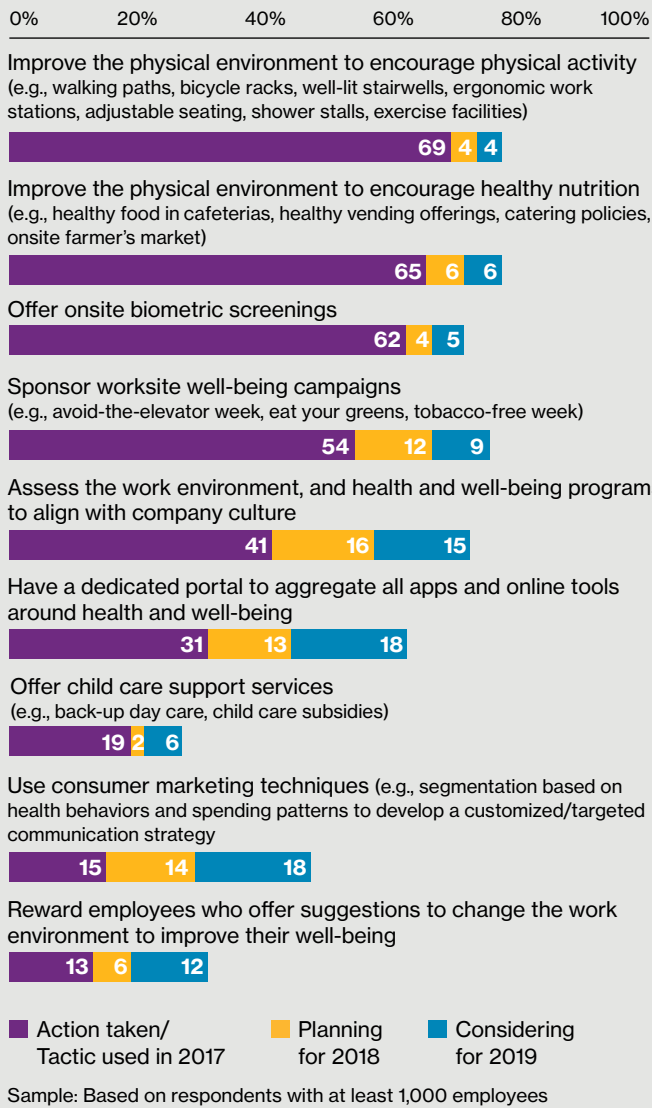 0% 20% 40% 60% 80% 100%
Improve the physical environment to encourage physical activity
(e.g., walking paths, bicycle racks, well-lit stairwells, ergonomic work
stations, adjustable seating, shower stalls, exercise facilities)
69 4 4
Improve the physical environment to encourage healthy nutrition
(e.g., healthy food in cafeterias, healthy vending offerings, catering policies,
onsite farmer’s market)
65 6 6
Offer onsite biometric screenings
62 4 5
Sponsor worksite well-being campaigns
(e.g., avoid-the-elevator week, eat your greens, tobacco-free week)
54 12 9
Assess the work environment, and health and well-being program
to align with company culture
41 16 15
Have a dedicated portal to aggregate all apps and online tools
around health and well-being
31 13 18
Offer child care support services
(e.g., back-up day care, child care subsidies)
19 2 6
Use consumer marketing techniques (e.g., segmentation based on
health behaviors and spending patterns to develop a customized/targeted
communication strategy
15 14 18
Reward employees who offer suggestions to change the work
environment to improve their well-being
13 6 12
Action taken/ Planning Considering
Tactic used in 2017 for 2018 for 2019
Sample: Based on respondents with at least 1,000 employees